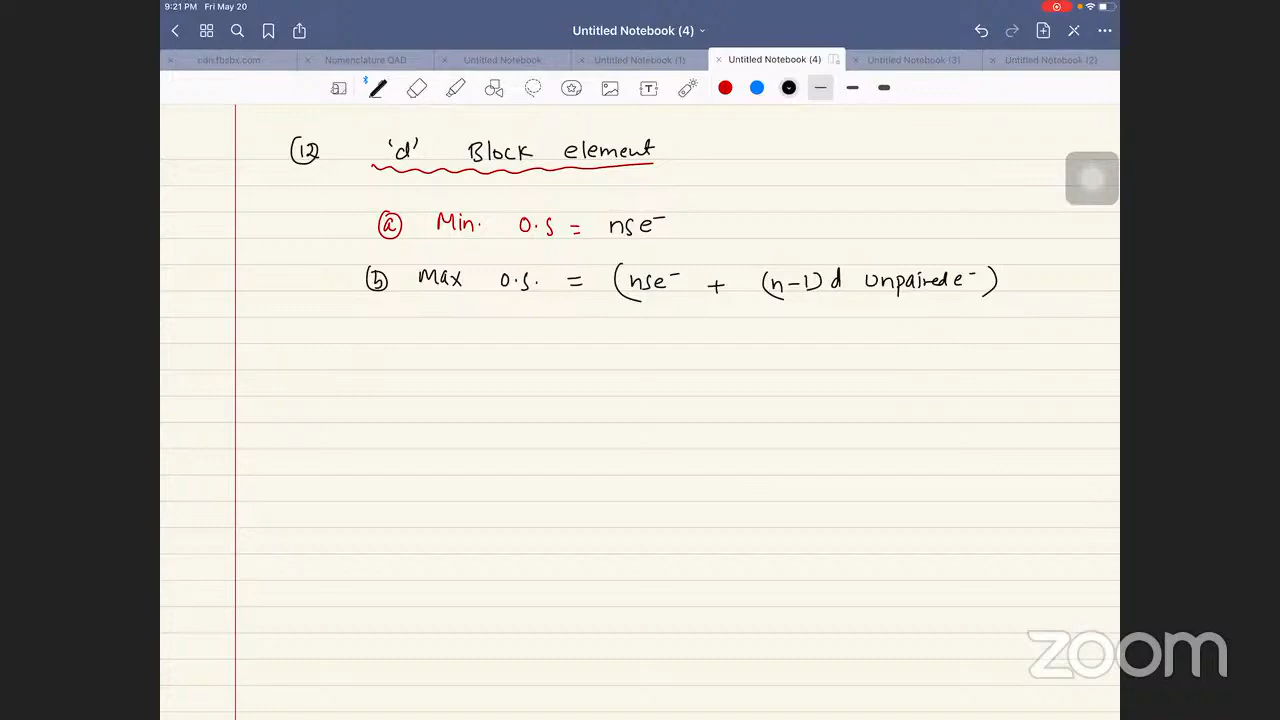 9:21 PM Fri May 20
Untitled Notebook (4)
cdn.fbsbx.com Nomenclature QAD Untitled Notebook Untitled Notebook (1) Untitled Notebook (4) Untitled Notebook (3) Untitled Notebook (2)
(12) 'd' Block element
(a) Min. O.S = nse⁻
(b) Max O.S. = (nse⁻ + (n-1)d unpaired e⁻)
zoom